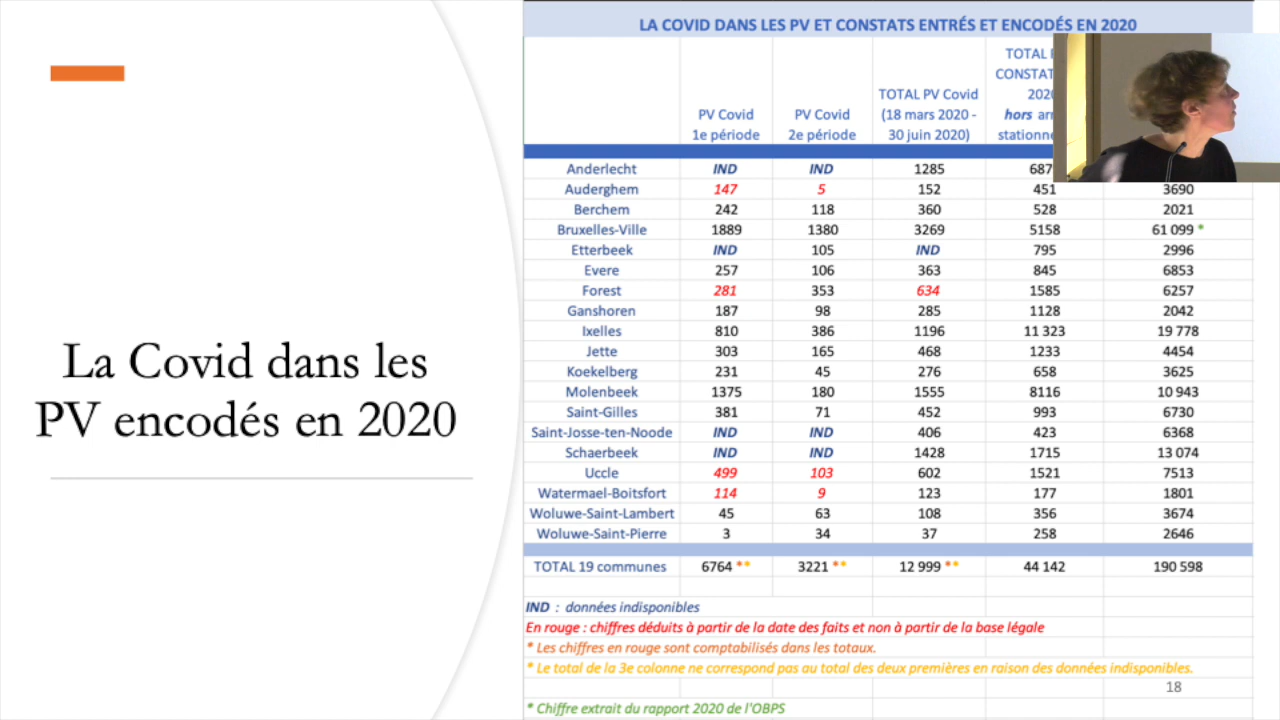 La Covid dans les
PV encodés en 2020
LA COVID DANS LES PV ET CONSTATS ENTRÉS ET ENCODÉS EN 2020
PV Covid 1e période PV Covid 2e période TOTAL PV Covid (18 mars 2020 - 30 juin 2020) TOTAL 2020 hors
Anderlecht IND IND 1285
Auderghem 147 5 152 451 3690
Berchem 242 118 360 528 2021
Bruxelles-Ville 1889 1380 3269 5158 61 099 *
Etterbeek IND 105 IND 795 2996
Evere 257 106 363 845 6853
Forest 281 353 634 1585 6257
Ganshoren 187 98 285 1128 2042
Ixelles 810 386 1196 11 323 19 778
Jette 303 165 468 1233 4454
Koekelberg 231 45 276 658 3625
Molenbeek 1375 180 1555 8116 10 943
Saint-Gilles 381 71 452 993 6730
Saint-Josse-ten-Noode IND IND 406 423 6368
Schaerbeek IND IND 1428 1715 13 074
Uccle 499 103 602 1521 7513
Watermael-Boitsfort 114 9 123 177 1801
Woluwe-Saint-Lambert 45 63 108 356 3674
Woluwe-Saint-Pierre 3 34 37 258 2646
TOTAL 19 communes 6764 ** 3221 ** 12 999 ** 44 142 190 598
IND : données indisponibles
En rouge : chiffres déduits à partir de la date des faits et non à partir de la base légale
* Les chiffres en rouge sont comptabilisés dans les totaux.
* Le total de la 3e colonne ne correspond pas au total des deux premières en raison des données indisponibles.
18
* Chiffre extrait du rapport 2020 de l'OBPS